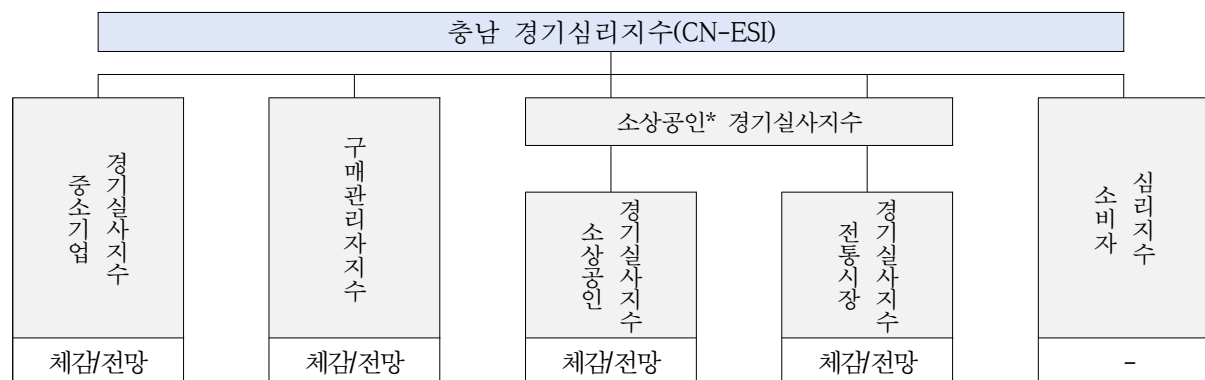 충남 경기심리지수(CN-ESI)
중소기업
경기실사지수
체감/전망
구매관리자지수
체감/전망
소상공인* 경기실사지수
소상공인
경기실사지수
체감/전망
전통시장
경기실사지수
체감/전망
소비자
심리지수
-